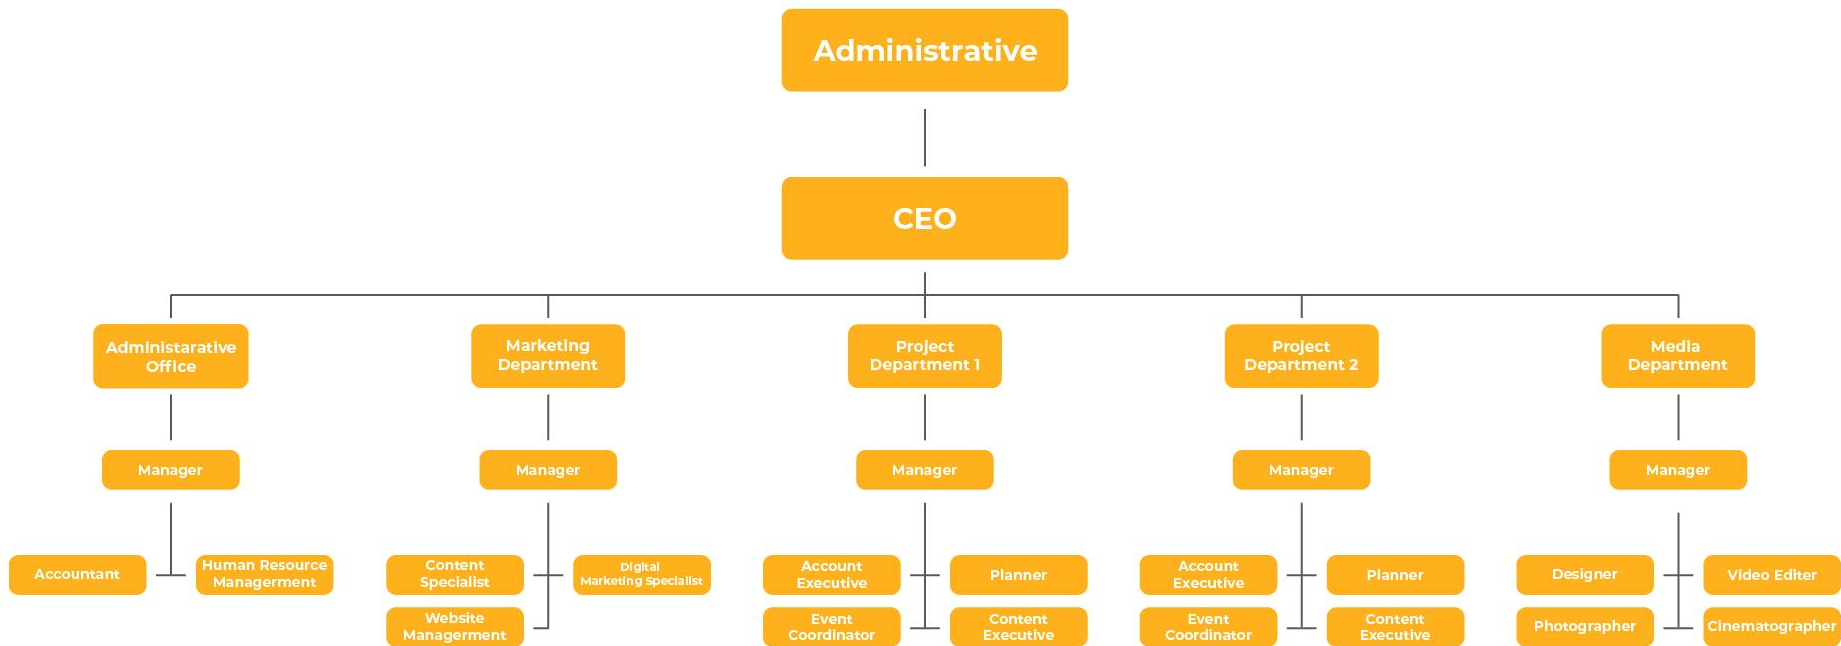 Administrative
CEO
Administarative
Office
Marketing
Department
Project
Department 1
Project
Department 2
Media
Department
Manager
Manager
Manager
Manager
Manager
Accountant
Human Resource
Managerment
Content
Specialist
Digital
Marketing Specialist
Account
Executive
Planner
Account
Executive
Planner
Designer
Video Editer
Website
Managerment
Event
Coordinator
Content
Executive
Event
Coordinator
Content
Executive
Photographer
Cinematographer